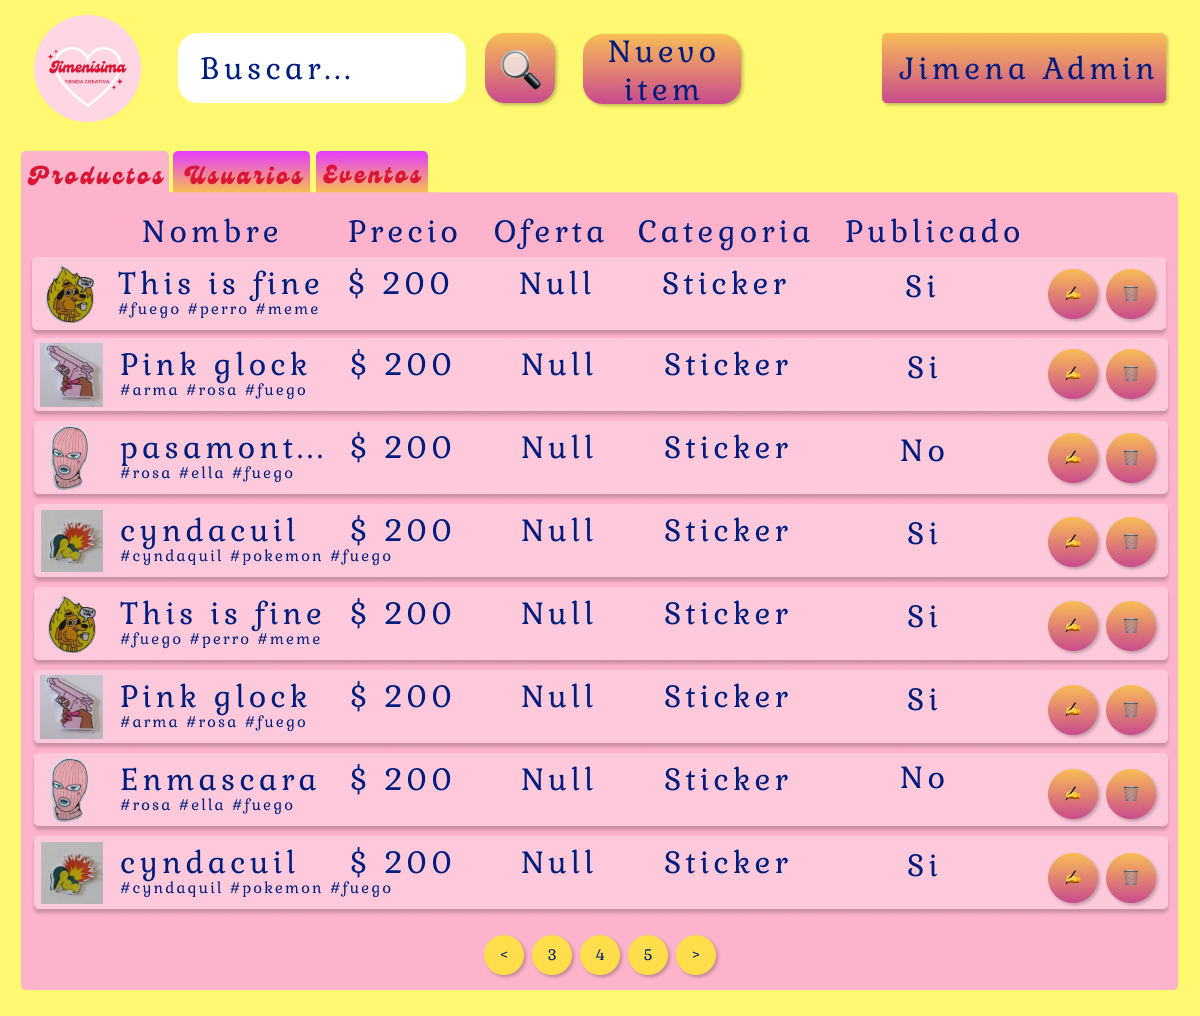 Jimenísima
TIENDA CREATIVA
Buscar...
Nuevo
item
Jimena Admin
Productos Usuarios Eventos
Nombre Precio Oferta Categoria Publicado
This is fine $ 200 Null Sticker Si
#fuego #perro #meme
Pink glock $ 200 Null Sticker Si
#arma #rosa #fuego
pasamont... $ 200 Null Sticker No
#rosa #ella #fuego
cyndacuil $ 200 Null Sticker Si
#cyndaquil #pokemon #fuego
This is fine $ 200 Null Sticker Si
#fuego #perro #meme
Pink glock $ 200 Null Sticker Si
#arma #rosa #fuego
Enmascara $ 200 Null Sticker No
#rosa #ella #fuego
cyndacuil $ 200 Null Sticker Si
#cyndaquil #pokemon #fuego
< 3 4 5 >